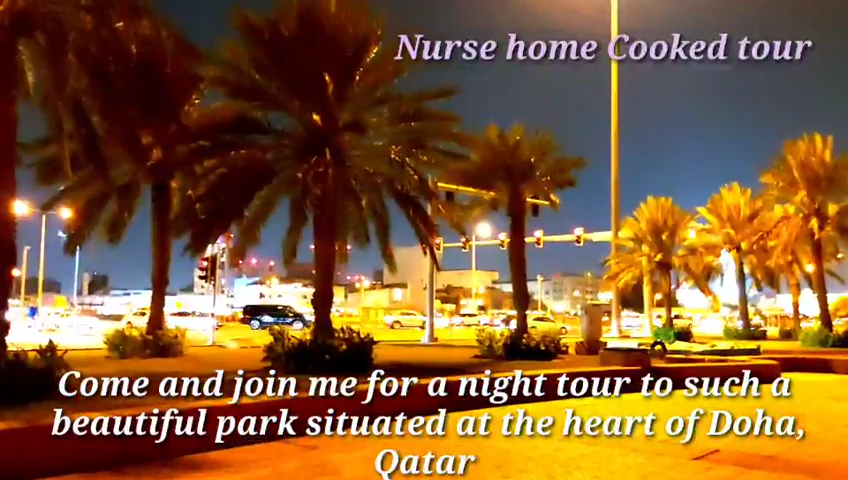 Nurse home Cooked tour
Come and join me for a night tour to such a
beautiful park situated at the heart of Doha,
Qatar